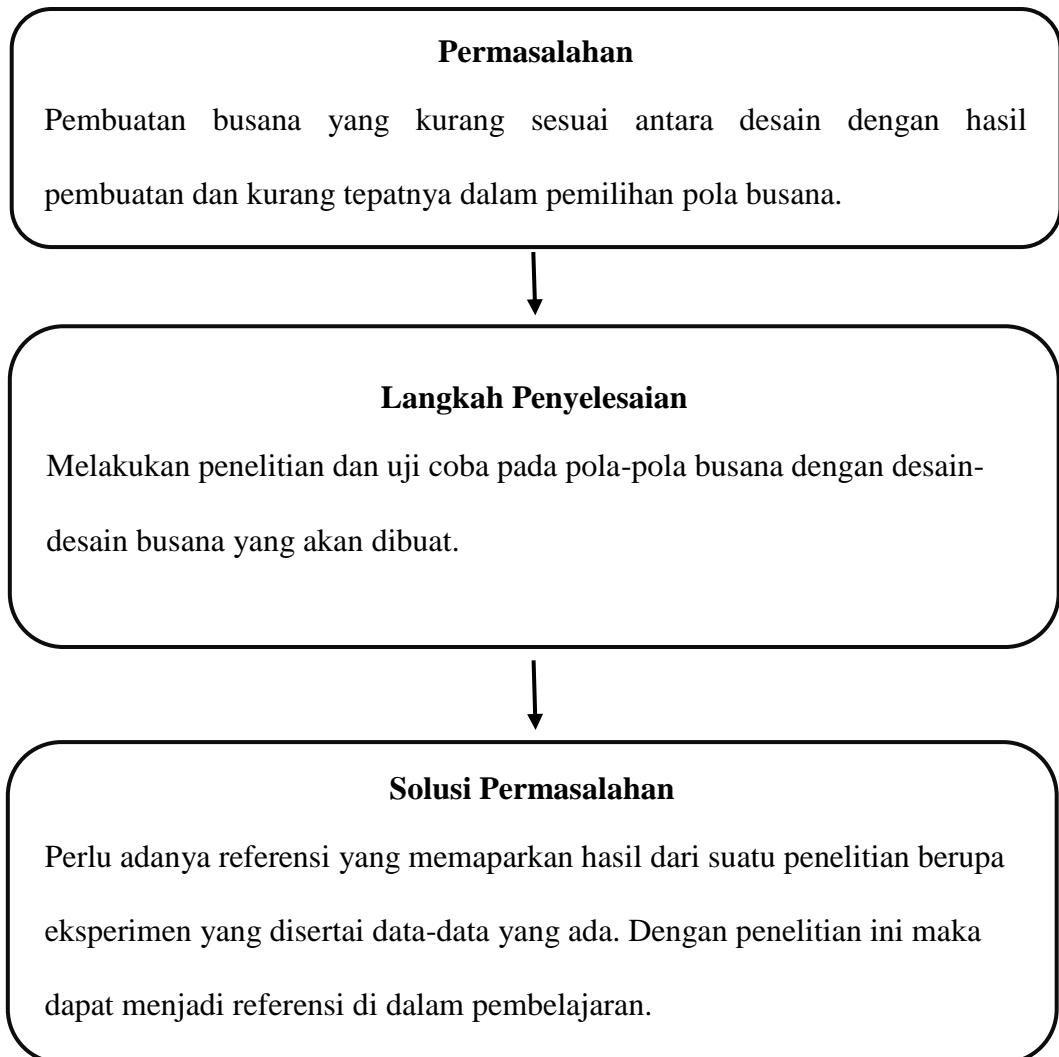 Permasalahan
Pembuatan busana yang kurang sesuai antara desain dengan hasil
pembuatan dan kurang tepatnya dalam pemilihan pola busana.
Langkah Penyelesaian
Melakukan penelitian dan uji coba pada pola-pola busana dengan desain-
desain busana yang akan dibuat.
Solusi Permasalahan
Perlu adanya referensi yang memaparkan hasil dari suatu penelitian berupa
eksperimen yang disertai data-data yang ada. Dengan penelitian ini maka
dapat menjadi referensi di dalam pembelajaran.